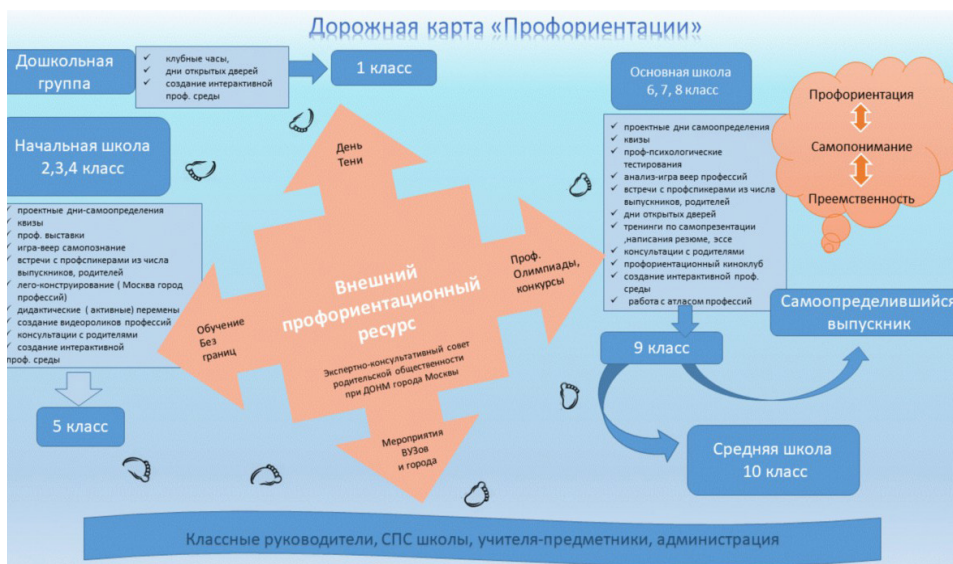 Дорожная карта «Профориентации»
Дошкольная
группа
✓ клубные часы,
✓ дни открытых дверей
✓ создание интерактивной
проф. среды
1 класс
Начальная школа
2,3,4 класс
✓ проектные дни-самоопределения
✓ квизы
✓ проф. выставки
✓ игра-веер самопознание
✓ встречи с профспикерами из числа
выпускников, родителей
✓ лего-конструирование ( Москва город
профессий)
✓ дидактические ( активные) перемены
✓ создание видеороликов профессий
✓ консультации с родителями
✓ создание интерактивной
проф. среды
5 класс
День
Тени
Обучение
Без
границ
Внешний
профориентационный
ресурс
Экспертно-консультативный совет
родительской общественности
при ДОНМ города Москвы
Проф.
Олимпиады,
конкурсы
Мероприятия
ВУЗов
и города
Основная школа
6, 7, 8 класс
✓ проектные дни самоопределения
✓ квизы
✓ проф-психологические
тестирования
✓ анализ-игра веер профессий
✓ встречи с профспикерами из числа
выпускников, родителей
✓ дни открытых дверей
✓ тренинги по самопрезентации
,написания резюме, эссе
✓ консультации с родителями
✓ профориентационный киноклуб
✓ создание интерактивной проф.
среды
✓ работа с атласом профессий
Профориентация
Самопонимание
Преемственность
9 класс
Самоопределившийся
выпускник
Средняя школа
10 класс
Классные руководители, СПС школы, учителя-предметники, администрация